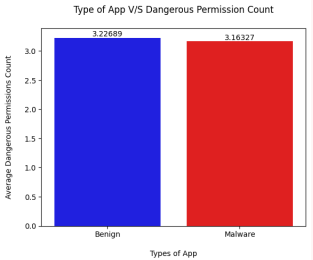 Type of App V/S Dangerous Permission Count
Average Dangerous Permissions Count
3.0
2.5
2.0
1.5
1.0
0.5
0.0
3.22689
3.16327
Benign
Malware
Types of App